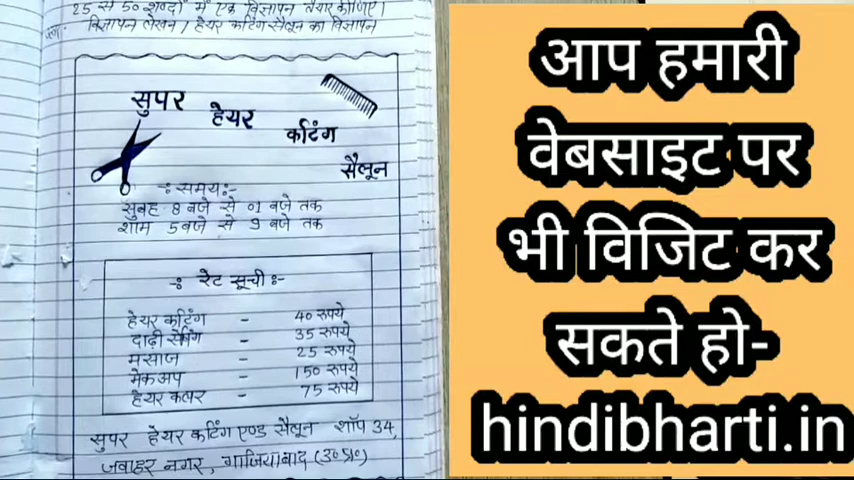 25 से 50 शब्दों में एक विज्ञापन तैयार कीजिए।
विज्ञापन लेखन / हेयर कटिंग सैलून का विज्ञापन
सुपर
हेयर
कटिंग
सैलून
-: समय:-
सुबह 8 बजे से 01 बजे तक
शाम 5 बजे से 9 बजे तक
-: रेट सूची :-
हेयर कटिंग - 40 रुपये
दाढ़ी सेविंग - 35 रुपये
मसाज - 25 रुपये
मेकअप - 150 रुपये
हेयर कलर - 75 रुपये
सुपर हेयर कटिंग एण्ड सैलून शॉप 34,
जवाहर नगर, गाजियाबाद (उ०प्र०)
आप हमारी
वेबसाइट पर
भी विजिट कर
सकते हो-
hindibharti.in